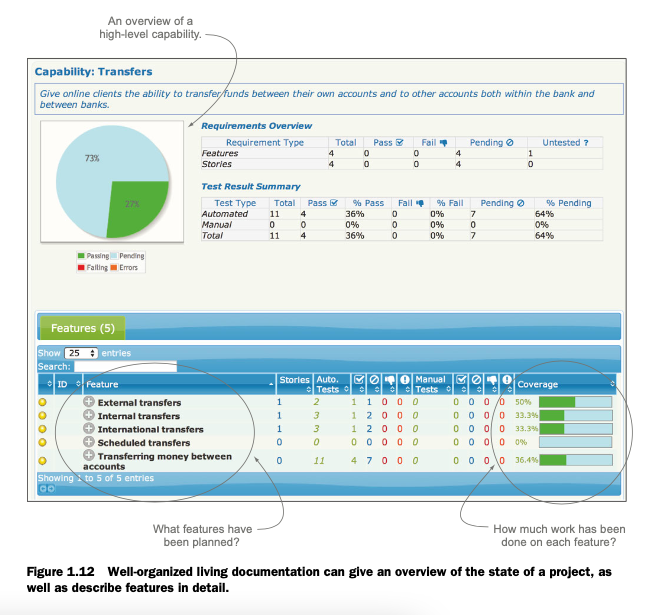 An overview of a
high-level capability.
Capability: Transfers
Give online clients the ability to transfer funds between their own accounts and to other accounts both within the bank and
between banks.
73%
27%
Passing Pending
Failing Errors
Requirements Overview
Requirement Type Total Pass Fail Pending Untested ?
Features 4 0 0 4 1
Stories 4 0 0 4 0
Test Result Summary
Test Type Total Pass % Pass Fail % Fail Pending % Pending
Automated 11 4 36% 0 0% 7 64%
Manual 0 0 0% 0 0% 0 0%
Total 11 4 36% 0 0% 7 64%
Features (5)
Show 25 entries
Search:
ID Feature Stories Auto. Tests Manual Tests Coverage
External transfers 1 2 1 1 0 0 0 0 0 0 0 50%
Internal transfers 1 3 1 2 0 0 0 0 0 0 0 33.3%
International transfers 1 3 1 2 0 0 0 0 0 0 0 33.3%
Scheduled transfers 0 0 0 0 0 0 0 0 0 0 0 0%
Transferring money between
accounts 0 11 4 7 0 0 0 0 0 0 0 36.4%
Showing 1 to 5 of 5 entries
What features have
been planned?
How much work has been
done on each feature?
Figure 1.12 Well-organized living documentation can give an overview of the state of a project, as
well as describe features in detail.